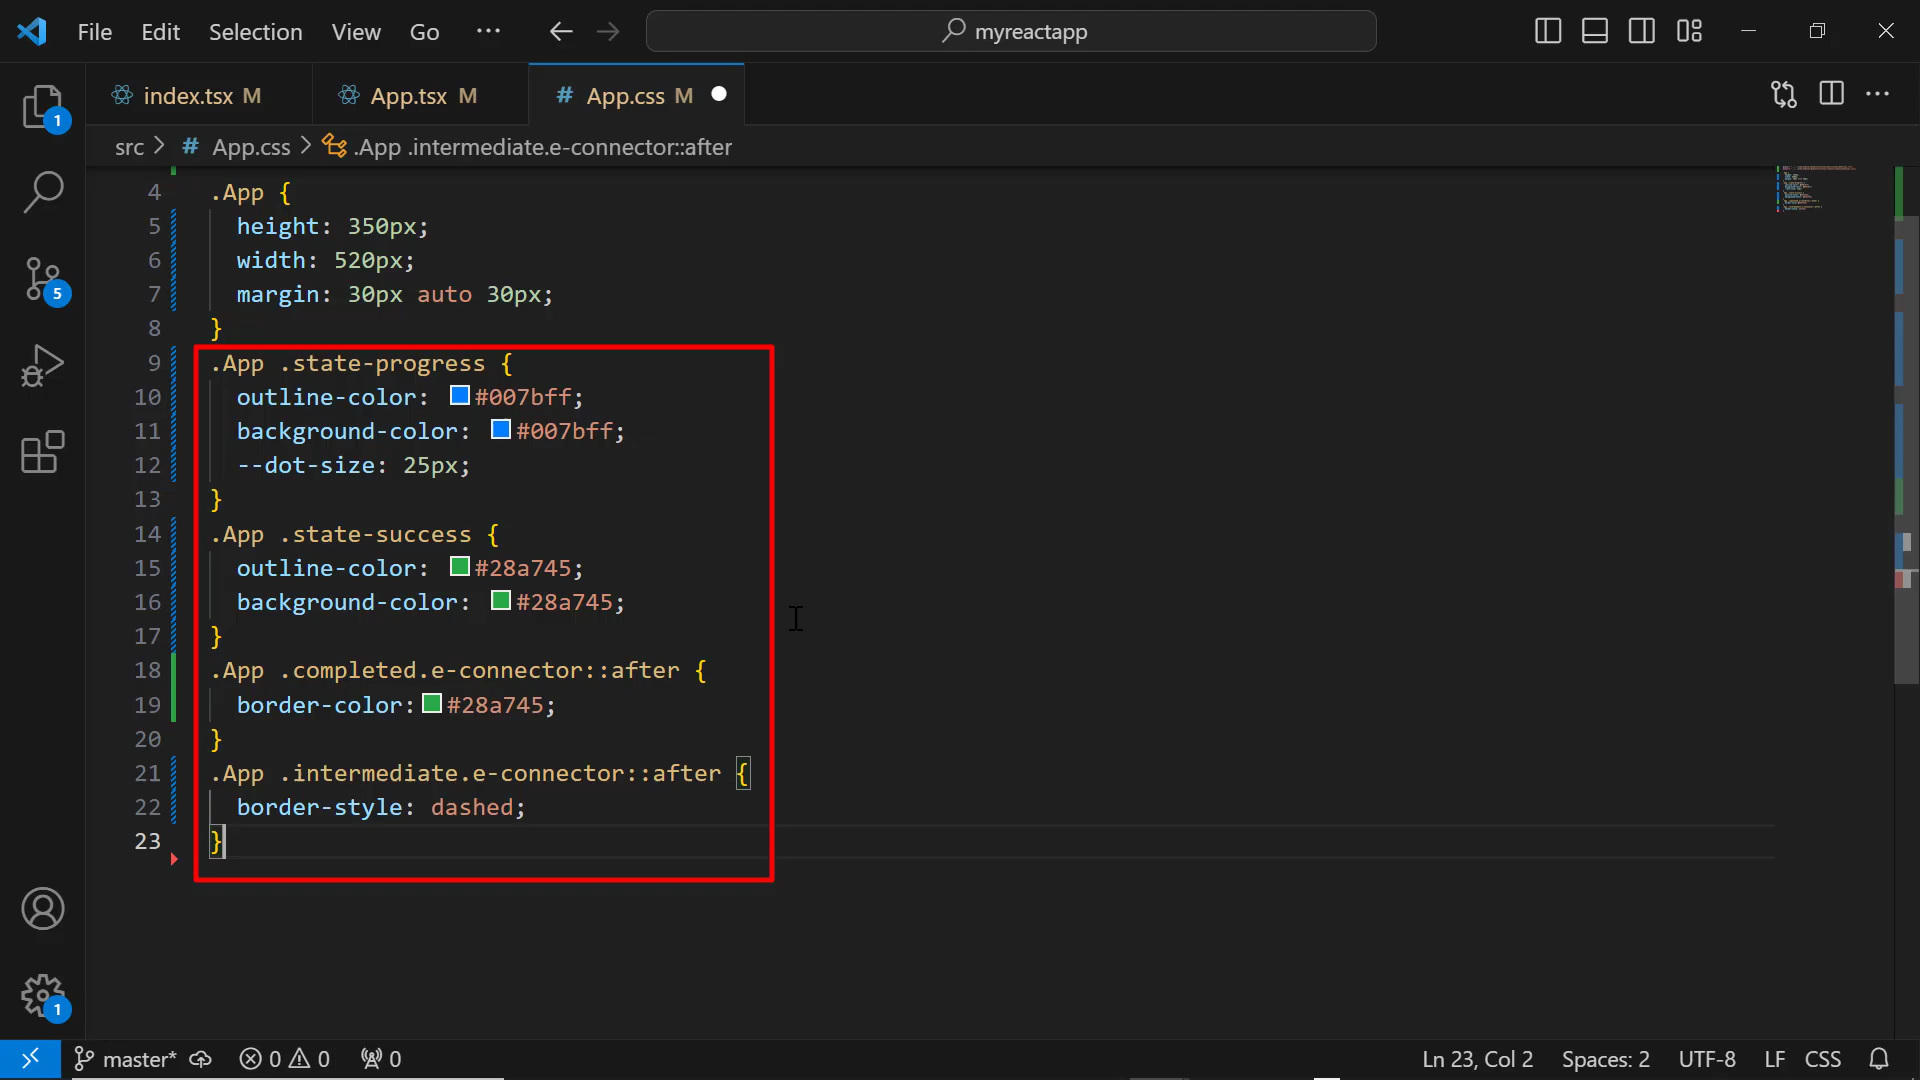 File Edit Selection View Go ··· myreactapp
index.tsx M App.tsx M # App.css M
src > # App.css > .App .intermediate.e-connector::after
1
5
1
4 .App {
5 height: 350px;
6 width: 520px;
7 margin: 30px auto 30px;
8 }
9 .App .state-progress {
10 outline-color: #007bff;
11 background-color: #007bff;
12 --dot-size: 25px;
13 }
14 .App .state-success {
15 outline-color: #28a745;
16 background-color: #28a745;
17 }
18 .App .completed.e-connector::after {
19 border-color: #28a745;
20 }
21 .App .intermediate.e-connector::after {
22 border-style: dashed;
23 }
master* 0 0 0 Ln 23, Col 2 Spaces: 2 UTF-8 LF CSS